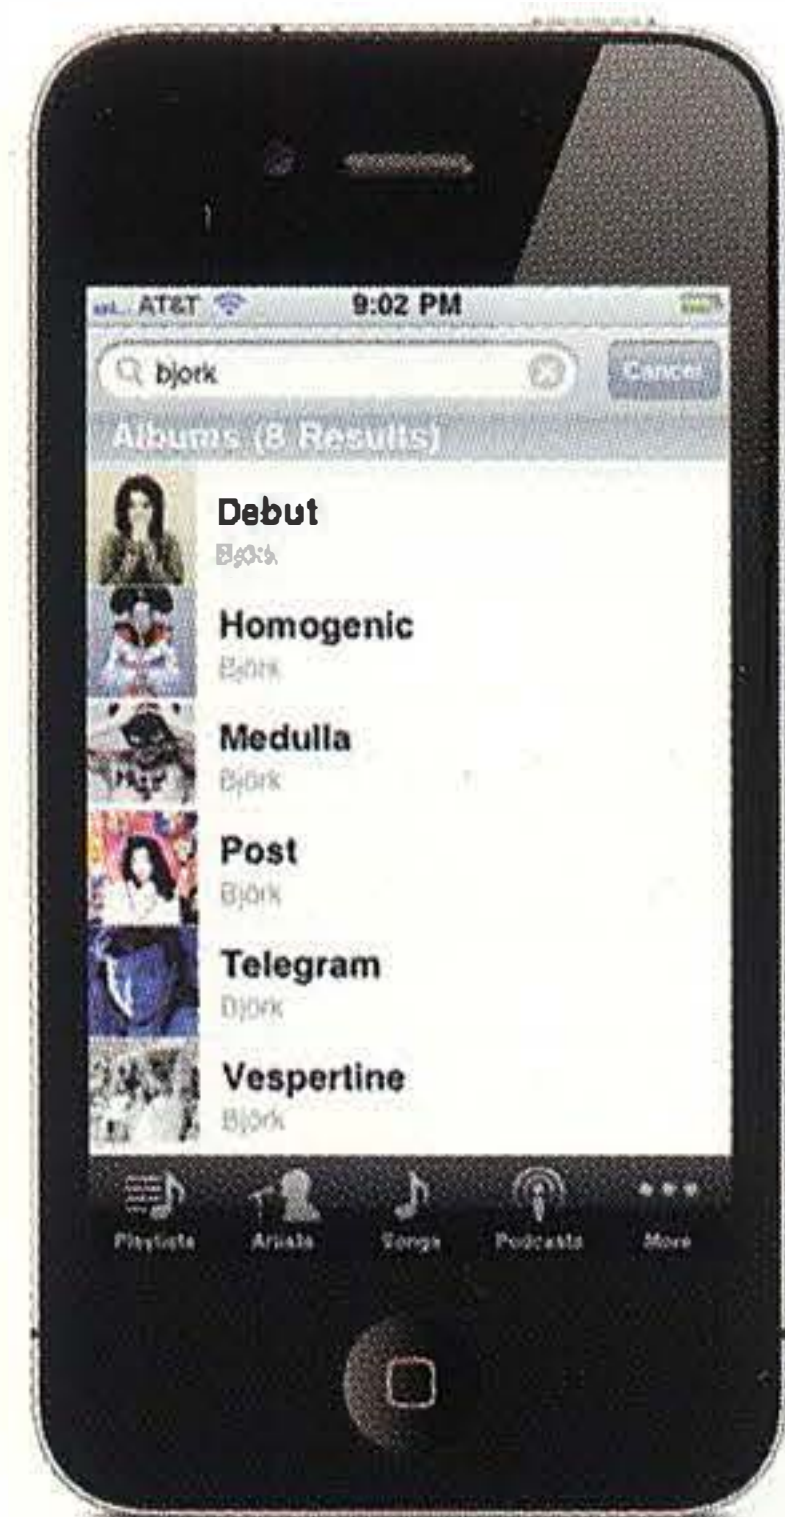 AT&T 9:02 PM
bjork Cancel
Albums (8 Results)
Debut
Björk
Homogenic
Björk
Medulla
Björk
Post
Björk
Telegram
Björk
Vespertine
Björk
Playlists Artists Songs Podcasts More